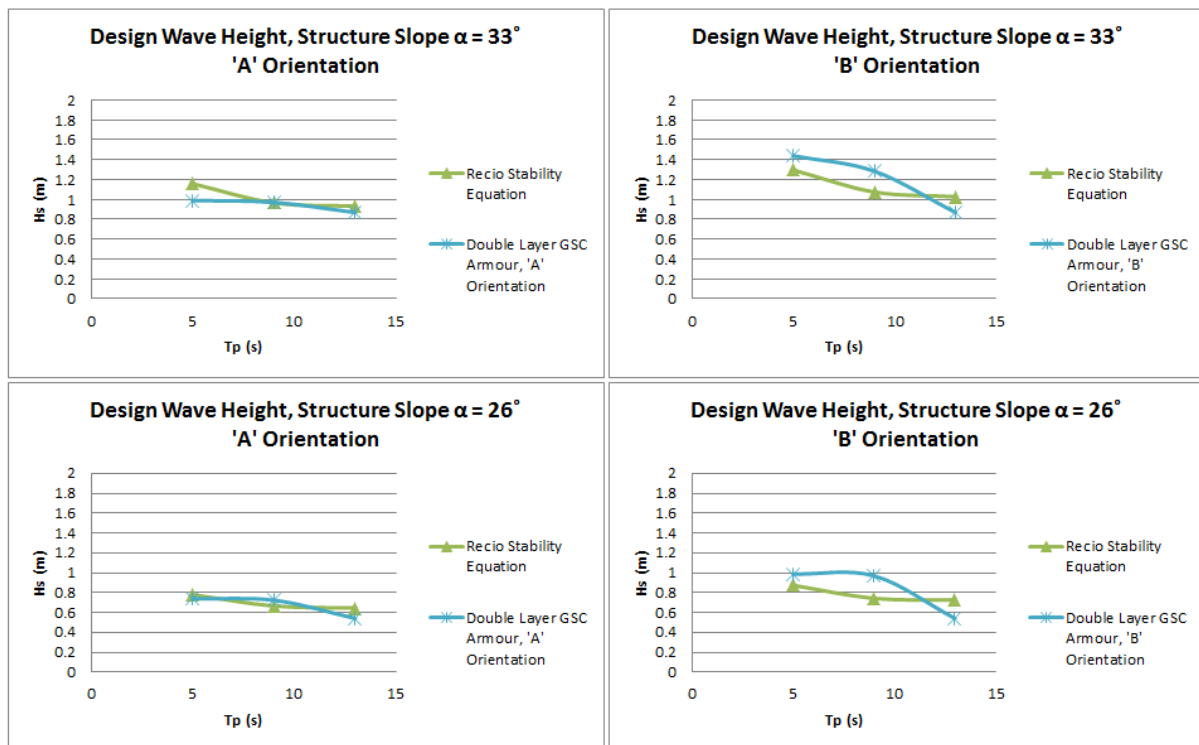 Design Wave Height, Structure Slope α = 33°
'A' Orientation
2
1.8
1.6
1.4
1.2
1
0.8
0.6
0.4
0.2
0
Hs (m)
0 5 10 15
Tp (s)
Recio Stability
Equation
Double Layer GSC
Armour, 'A'
Orientation
Design Wave Height, Structure Slope α = 33°
'B' Orientation
2
1.8
1.6
1.4
1.2
1
0.8
0.6
0.4
0.2
0
Hs (m)
0 5 10 15
Tp (s)
Recio Stability
Equation
Double Layer GSC
Armour, 'B'
Orientation
Design Wave Height, Structure Slope α = 26°
'A' Orientation
2
1.8
1.6
1.4
1.2
1
0.8
0.6
0.4
0.2
0
Hs (m)
0 5 10 15
Tp (s)
Recio Stability
Equation
Double Layer GSC
Armour, 'A'
Orientation
Design Wave Height, Structure Slope α = 26°
'B' Orientation
2
1.8
1.6
1.4
1.2
1
0.8
0.6
0.4
0.2
0
Hs (m)
0 5 10 15
Tp (s)
Recio Stability
Equation
Double Layer GSC
Armour, 'B'
Orientation